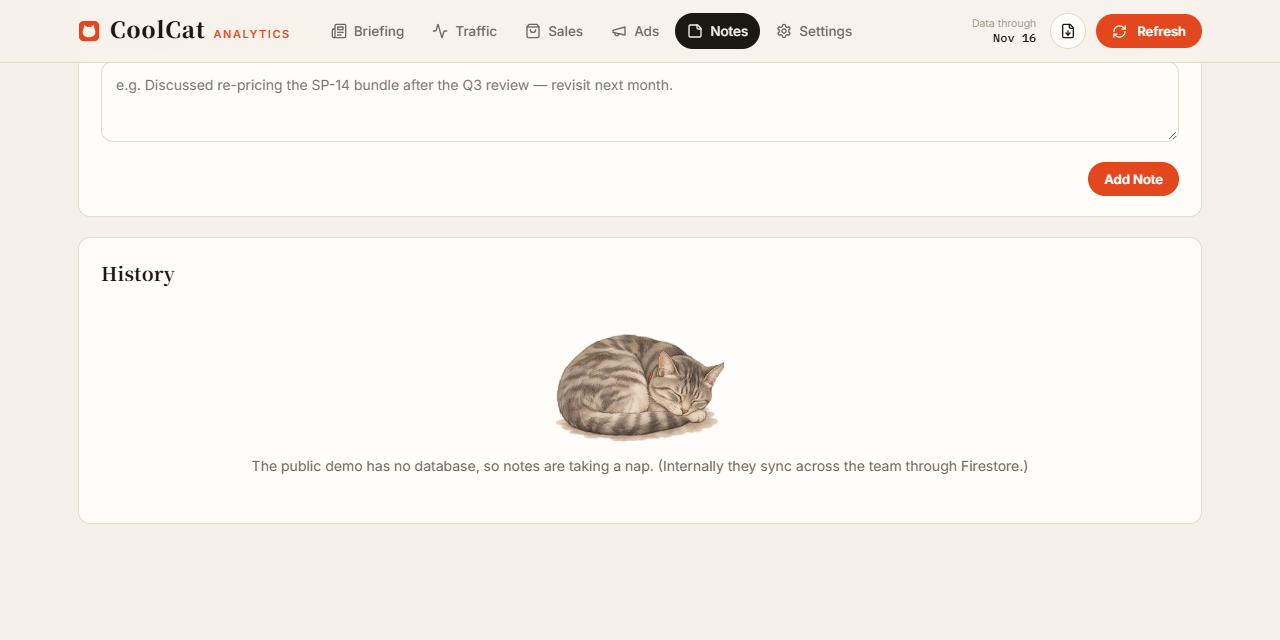 CoolCat ANALYTICS
Briefing
Traffic
Sales
Ads
Notes
Settings
Data through
Nov 16
Refresh
e.g. Discussed re-pricing the SP-14 bundle after the Q3 review — revisit next month.
Add Note
History
The public demo has no database, so notes are taking a nap. (Internally they sync across the team through Firestore.)